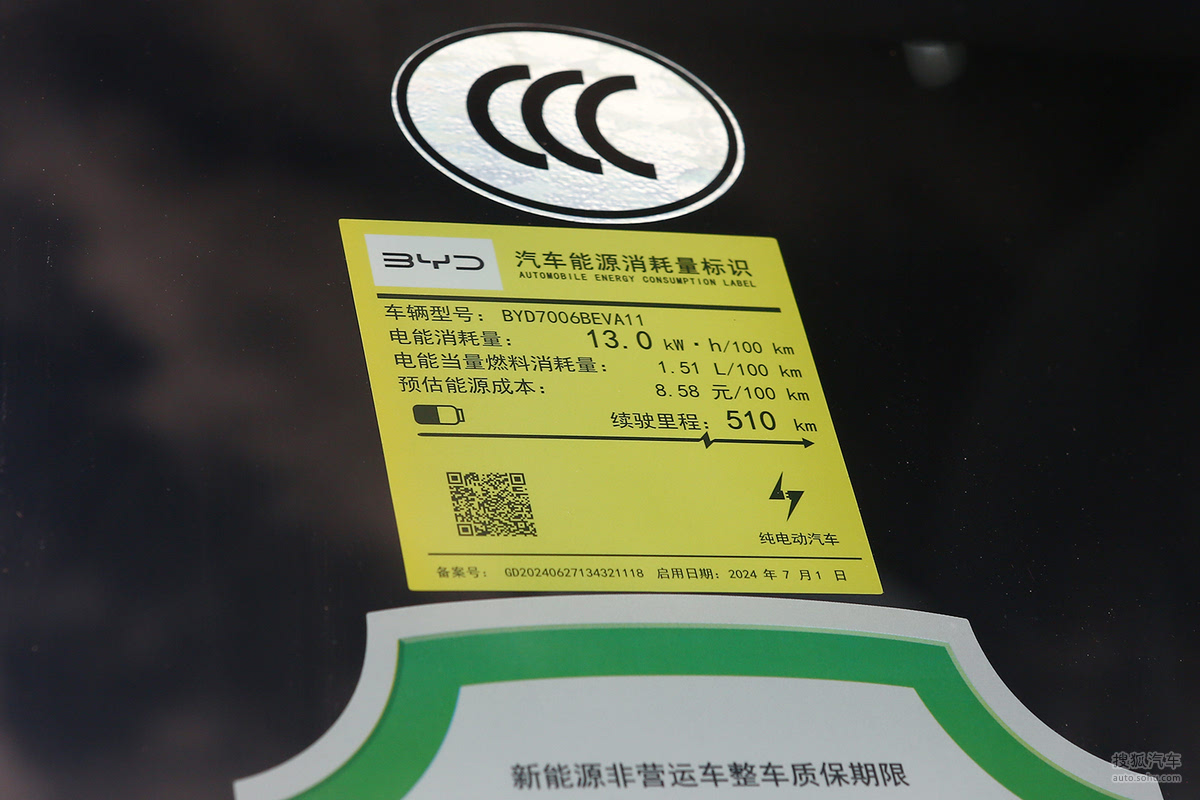 CCC
BYD 汽车能源消耗量标识
AUTOMOBILE ENERGY CONSUMPTION LABEL
车辆型号: BYD7006BEVA11
电能消耗量: 13.0 kW·h/100 km
电能当量燃料消耗量: 1.51 L/100 km
预估能源成本: 8.58 元/100 km
续驶里程: 510 km
纯电动汽车
备案号: GD20240627134321118 启用日期: 2024 年 7 月 1 日
新能源非营运车整车质保期限
搜狐汽车
auto.sohu.com